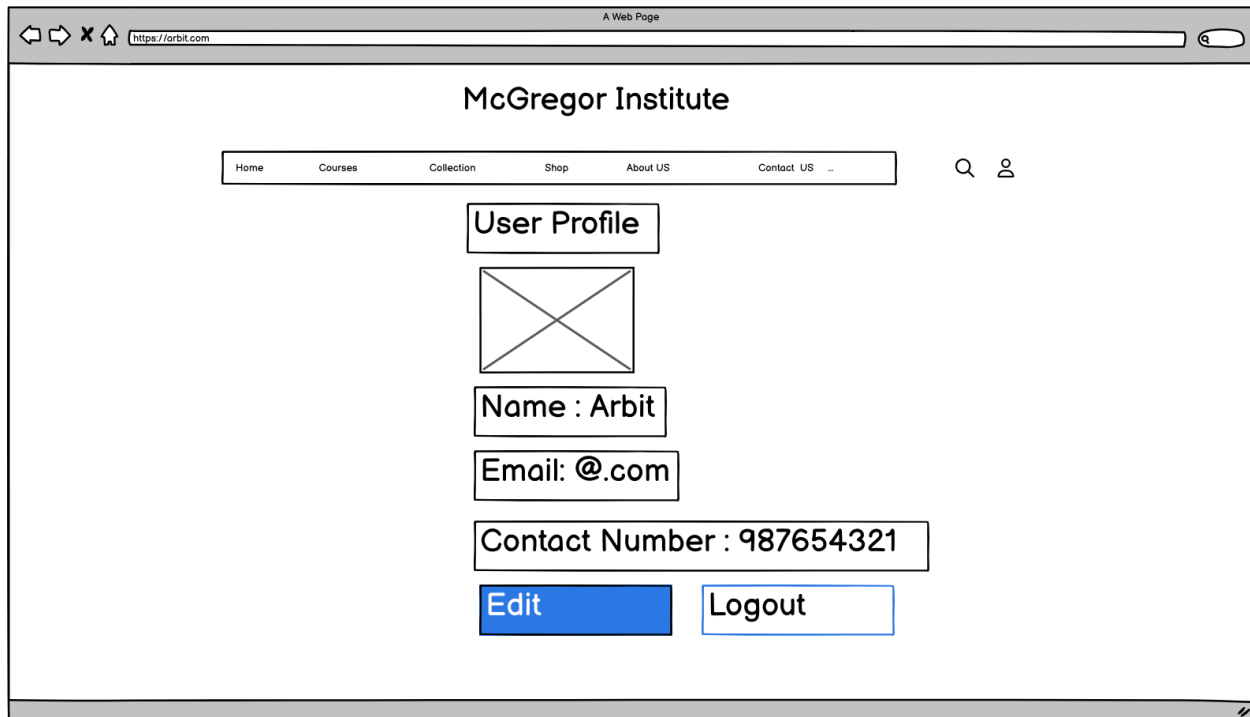 A Web Page
https://arbit.com
McGregor Institute
Home Courses Collection Shop About US Contact US ...
User Profile
Name : Arbit
Email: @.com
Contact Number : 987654321
Edit Logout